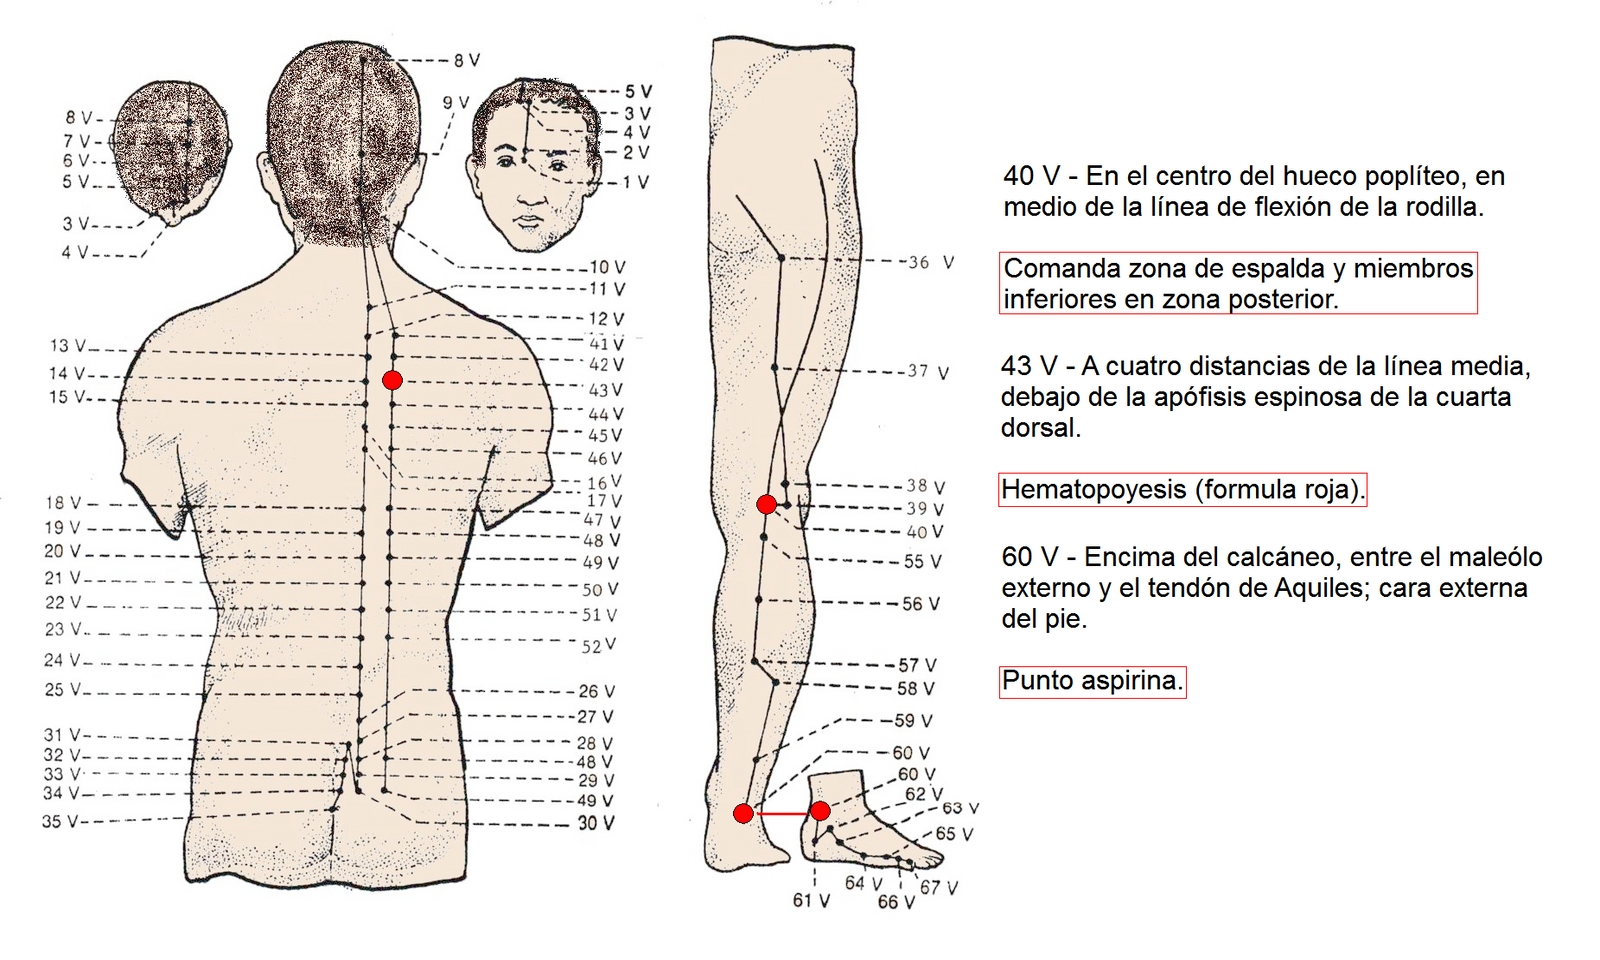 8 V
9 V
8 V
7 V
6 V
5 V
3 V
4 V
5 V
3 V
4 V
2 V
1 V
10 V
11 V
12 V
41 V
42 V
43 V
44 V
45 V
46 V
16 V
17 V
47 V
48 V
49 V
50 V
51 V
52 V
26 V
27 V
28 V
48 V
29 V
49 V
30 V
13 V
14 V
15 V
18 V
19 V
20 V
21 V
22 V
23 V
24 V
25 V
31 V
32 V
33 V
34 V
35 V
36 V
37 V
38 V
39 V
40 V
55 V
56 V
57 V
58 V
59 V
60 V
60 V
62 V
63 V
65 V
67 V
64 V
66 V
61 V
40 V - En el centro del hueco poplíteo, en
medio de la línea de flexión de la rodilla.
Comanda zona de espalda y miembros
inferiores en zona posterior.
43 V - A cuatro distancias de la línea media,
debajo de la apófisis espinosa de la cuarta
dorsal.
Hematopoyesis (formula roja).
60 V - Encima del calcáneo, entre el maleólo
externo y el tendón de Aquiles; cara externa
del pie.
Punto aspirina.